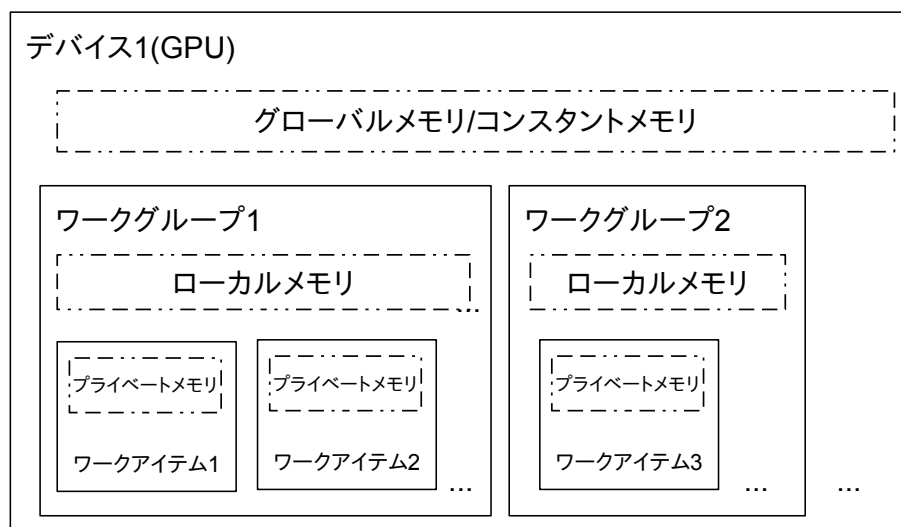 デバイス1(GPU)
グローバルメモリ/コンスタントメモリ
ワークグループ1
ローカルメモリ
...
プライベートメモリ
ワークアイテム1
プライベートメモリ
ワークアイテム2
...
ワークグループ2
ローカルメモリ
プライベートメモリ
ワークアイテム3
...
...